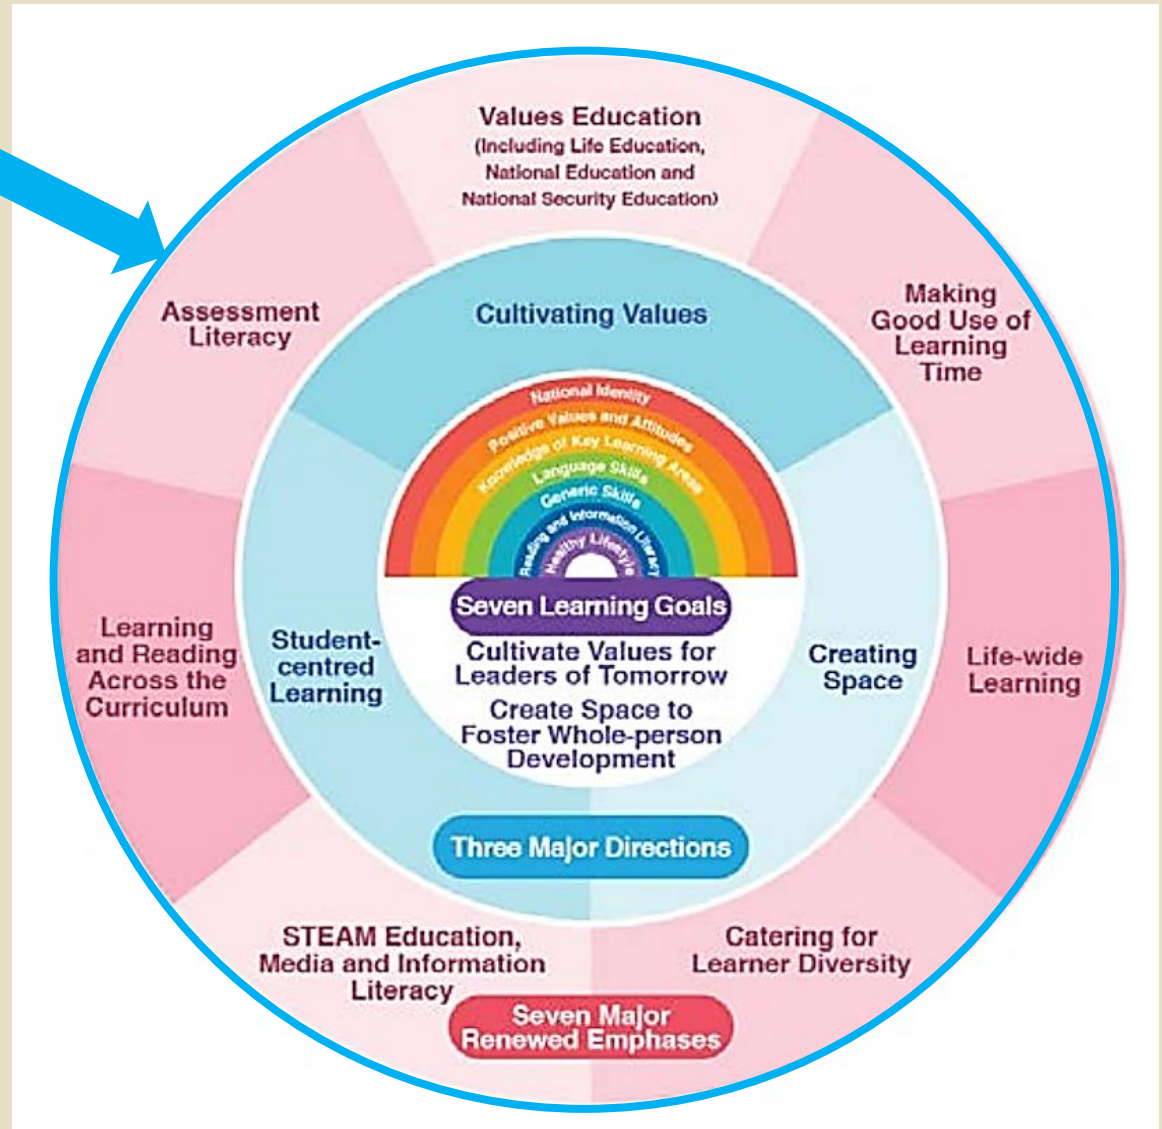 Values Education
(Including Life Education,
National Education and
National Security Education)
Making
Good Use of
Learning
Time
Life-wide
Learning
Catering for
Learner Diversity
STEAM Education,
Media and Information
Literacy
Learning
and Reading
Across the
Curriculum
Assessment
Literacy
Seven Major
Renewed Emphases
Cultivating Values
Creating
Space
Student-
centred
Learning
Three Major Directions
National Identity
Positive Values and Attitudes
Knowledge of Key Learning Areas
Language Skills
Generic Skills
Reading and Information Literacy
Healthy Lifestyle
Seven Learning Goals
Cultivate Values for
Leaders of Tomorrow
Create Space to
Foster Whole-person
Development